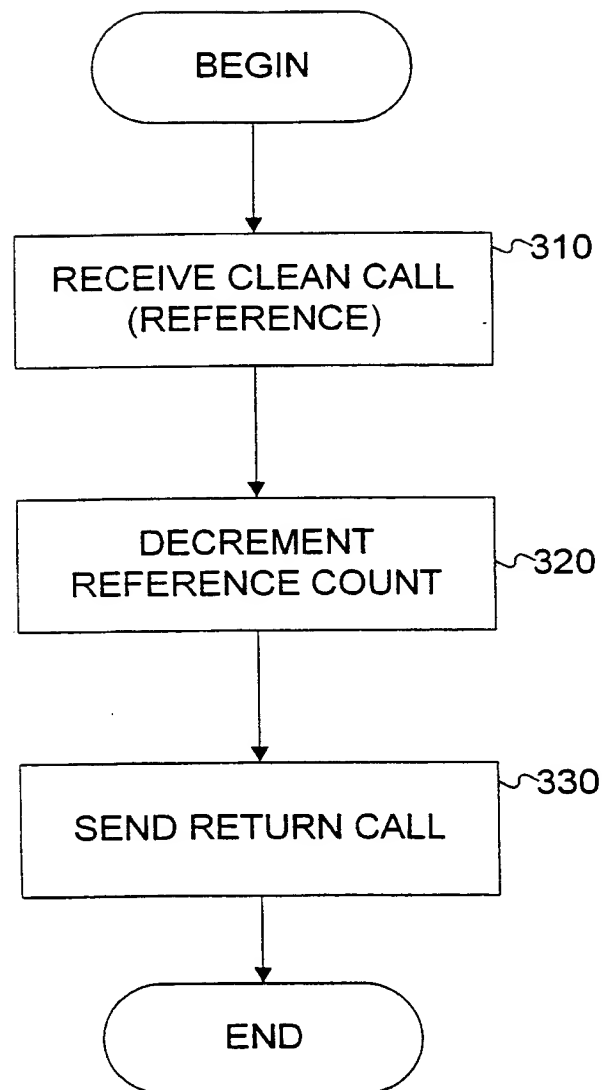 BEGIN
310
RECEIVE CLEAN CALL
(REFERENCE)
DECREMENT
REFERENCE COUNT
320
330
SEND RETURN CALL
END